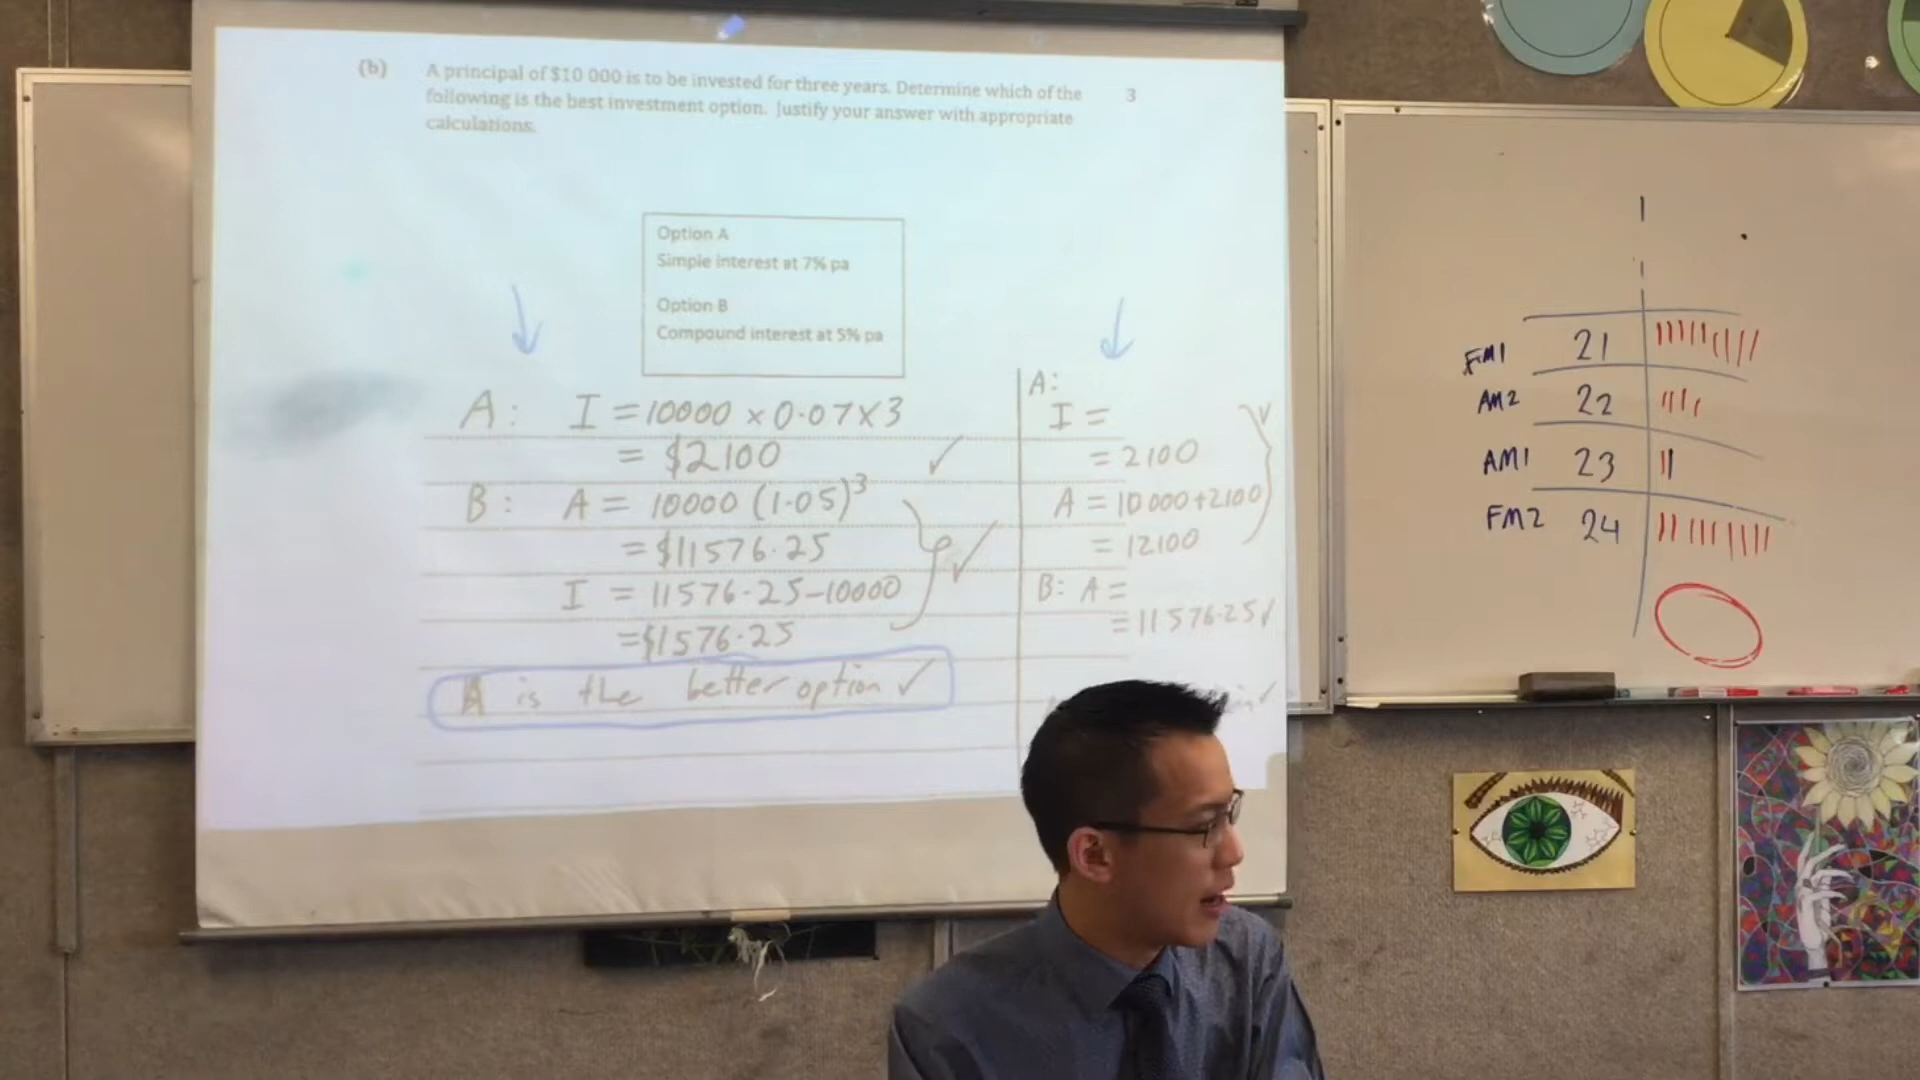 (b) A principal of $10 000 is to be invested for three years. Determine which of the 3
following is the best investment option. Justify your answer with appropriate
calculations.
Option A
Simple interest at 7% pa
Option B
Compound interest at 5% pa
A: I = 10000 × 0.07 × 3
= $2100 ✓
B: A = 10000 (1.05)³
= $11576.25
I = 11576.25 – 10000
= $1576.25 ✓
A is the better option ✓
A:
I =
= 2100
A = 10000 + 2100
= 12100
B: A =
= 11576.25 ✓
FM1 21
AM2 22
AM1 23
FM2 24